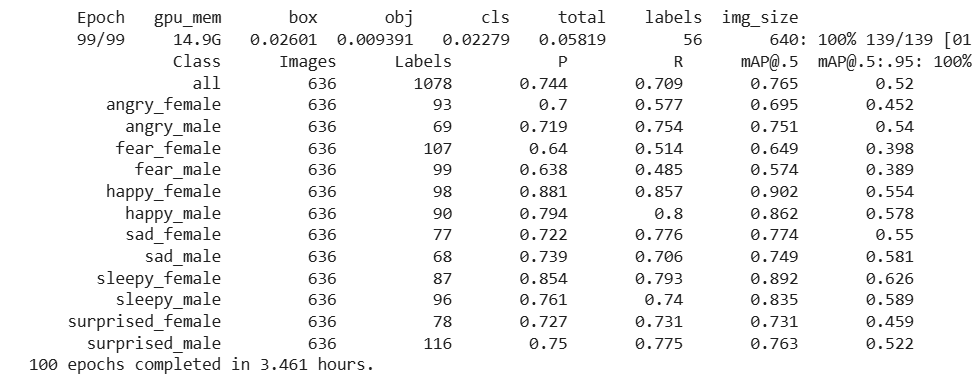 Epoch gpu_mem box obj cls total labels img_size
99/99 14.9G 0.02601 0.009391 0.02279 0.05819 56 640: 100% 139/139 [01
Class Images Labels P R mAP@.5 mAP@.5:.95: 100%
all 636 1078 0.744 0.709 0.765 0.52
angry_female 636 93 0.7 0.577 0.695 0.452
angry_male 636 69 0.719 0.754 0.751 0.54
fear_female 636 107 0.64 0.514 0.649 0.398
fear_male 636 99 0.638 0.485 0.574 0.389
happy_female 636 98 0.881 0.857 0.902 0.554
happy_male 636 90 0.794 0.8 0.862 0.578
sad_female 636 77 0.722 0.776 0.774 0.55
sad_male 636 68 0.739 0.706 0.749 0.581
sleepy_female 636 87 0.854 0.793 0.892 0.626
sleepy_male 636 96 0.761 0.74 0.835 0.589
surprised_female 636 78 0.727 0.731 0.731 0.459
surprised_male 636 116 0.75 0.775 0.763 0.522
100 epochs completed in 3.461 hours.